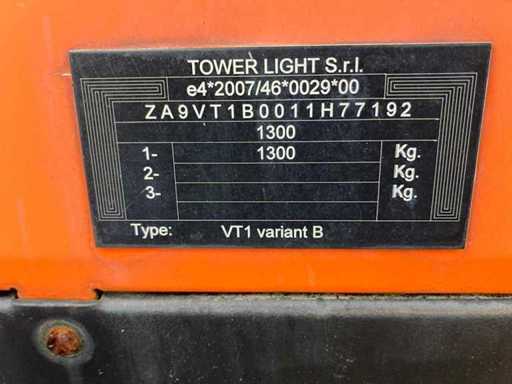 TOWER LIGHT S.r.l.
e4*2007/46*0029*00
ZA9VT1B0011H77192
1300
1- 1300 Kg.
2- Kg.
3- Kg.
Type: VT1 variant B